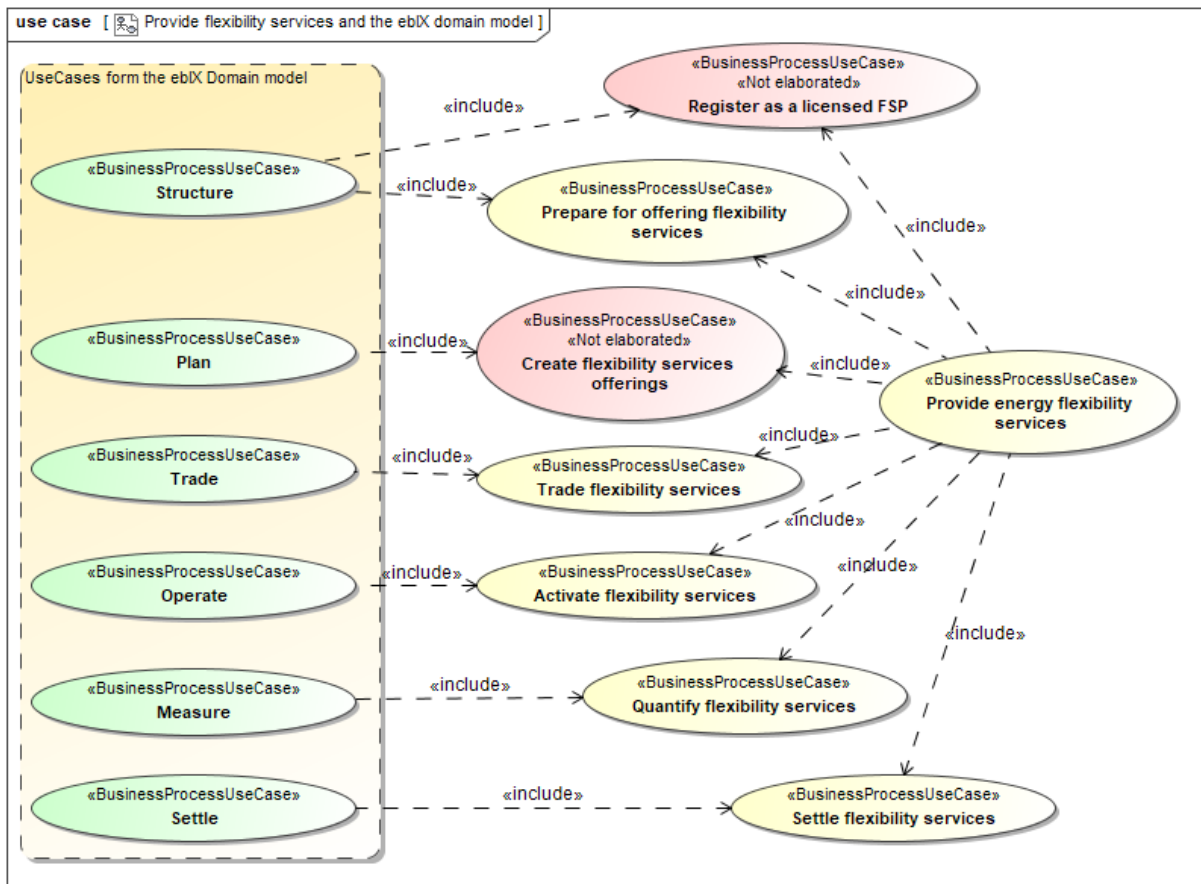 use case [ Provide flexibility services and the ebIX domain model ]
UseCases form the ebIX Domain model
«BusinessProcessUseCase»
«Not elaborated»
Register as a licensed FSP
«include»
«BusinessProcessUseCase»
Structure
«include»
«BusinessProcessUseCase»
Prepare for offering flexibility
services
«include»
«include»
«BusinessProcessUseCase»
Plan
«include»
«BusinessProcessUseCase»
«Not elaborated»
Create flexibility services
offerings
«include»
«BusinessProcessUseCase»
Provide energy flexibility
services
«BusinessProcessUseCase»
Trade
«include»
«BusinessProcessUseCase»
Trade flexibility services
«include»
«BusinessProcessUseCase»
Operate
«include»
«BusinessProcessUseCase»
Activate flexibility services
«include»
«include»
«BusinessProcessUseCase»
Measure
«include»
«BusinessProcessUseCase»
Quantify flexibility services
«include»
«BusinessProcessUseCase»
Settle
«include»
«BusinessProcessUseCase»
Settle flexibility services